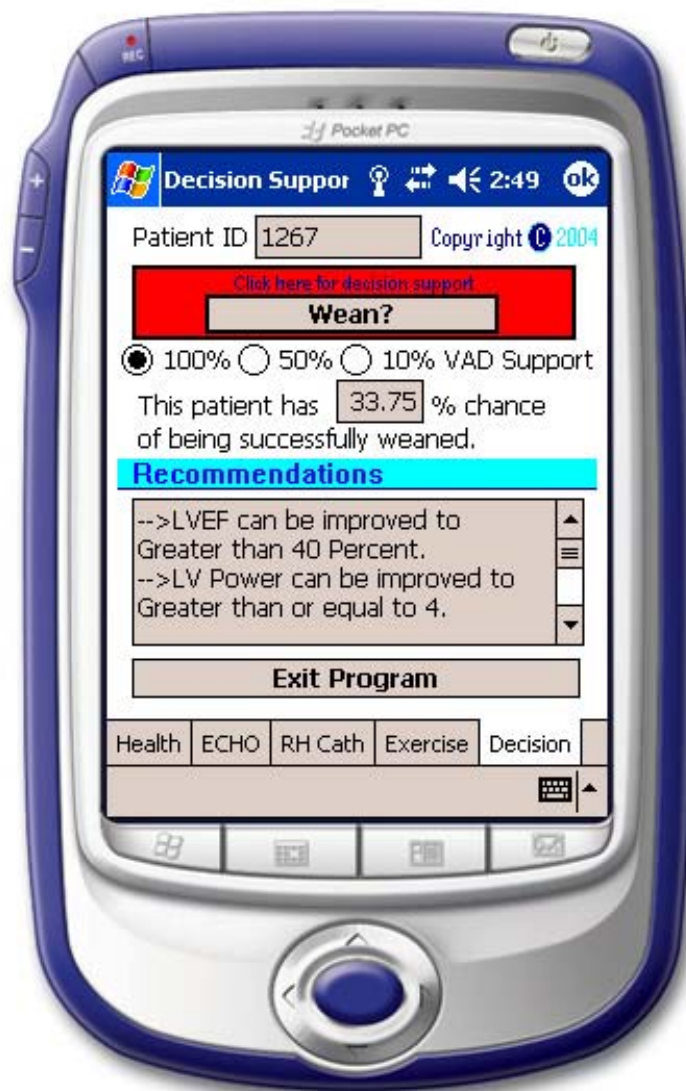 REC
Pocket PC
Decision Suppor 2:49 ok
Patient ID 1267 Copyright C 2004
Click here for decision support
Wean?
100% 50% 10% VAD Support
This patient has 33.75 % chance
of being successfully weaned.
Recommendations
-->LVEF can be improved to
Greater than 40 Percent.
-->LV Power can be improved to
Greater than or equal to 4.
Exit Program
Health ECHO RH Cath Exercise Decision